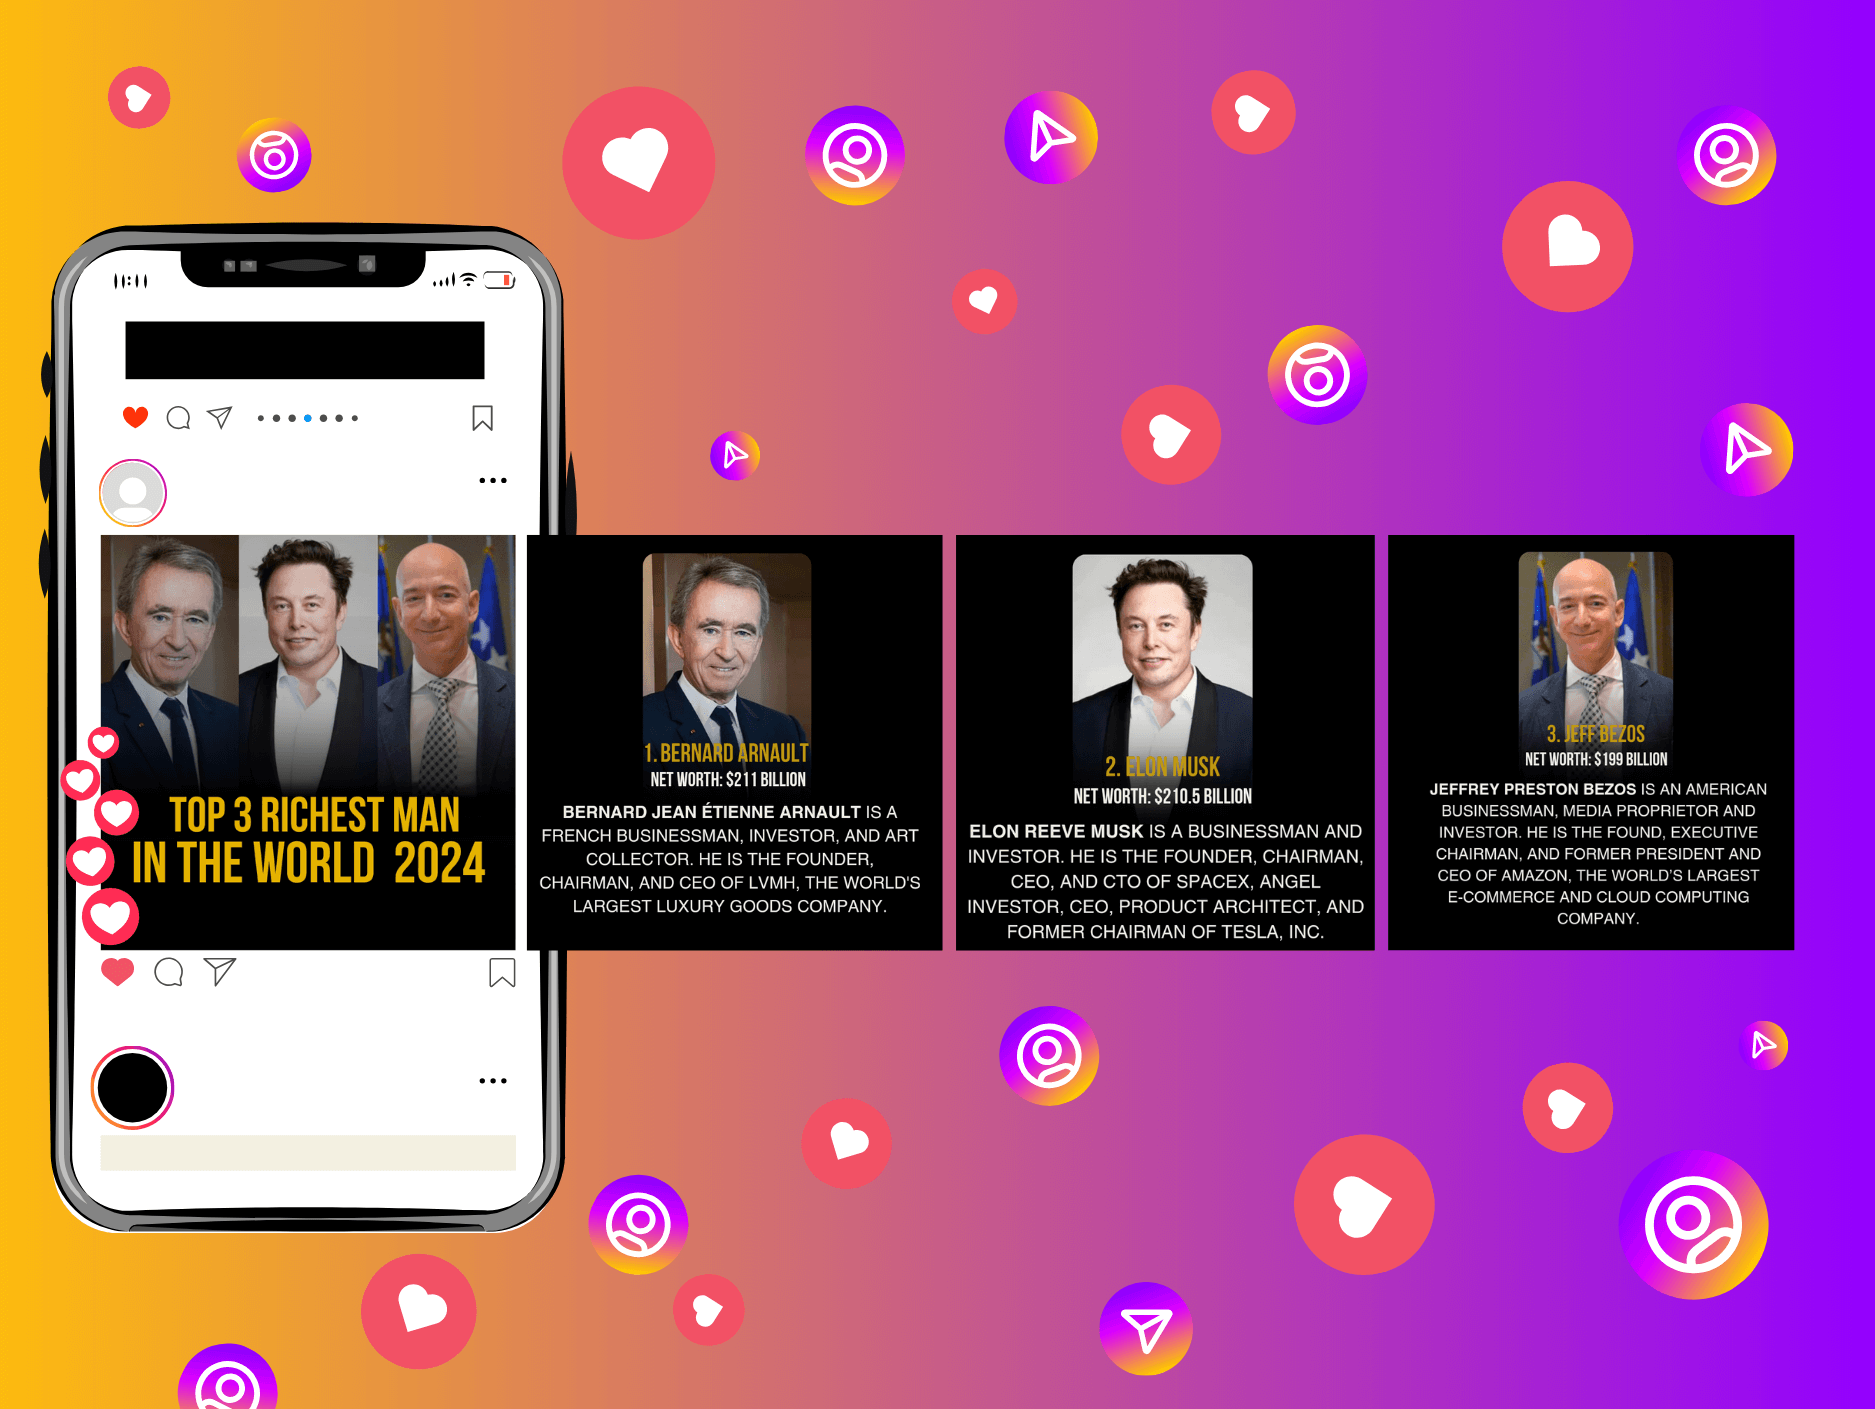 11:11
TOP 3 RICHEST MAN
IN THE WORLD 2024
1. BERNARD ARNAULT
NET WORTH: $211 BILLION
BERNARD JEAN ÉTIENNE ARNAULT IS A
FRENCH BUSINESSMAN, INVESTOR, AND ART
COLLECTOR. HE IS THE FOUNDER,
CHAIRMAN, AND CEO OF LVMH, THE WORLD'S
LARGEST LUXURY GOODS COMPANY.
2. ELON MUSK
NET WORTH: $210.5 BILLION
ELON REEVE MUSK IS A BUSINESSMAN AND
INVESTOR. HE IS THE FOUNDER, CHAIRMAN,
CEO, AND CTO OF SPACEX, ANGEL
INVESTOR, CEO, PRODUCT ARCHITECT, AND
FORMER CHAIRMAN OF TESLA, INC.
3. JEFF BEZOS
NET WORTH: $199 BILLION
JEFFREY PRESTON BEZOS IS AN AMERICAN
BUSINESSMAN, MEDIA PROPRIETOR AND
INVESTOR. HE IS THE FOUND, EXECUTIVE
CHAIRMAN, AND FORMER PRESIDENT AND
CEO OF AMAZON, THE WORLD'S LARGEST
E-COMMERCE AND CLOUD COMPUTING
COMPANY.